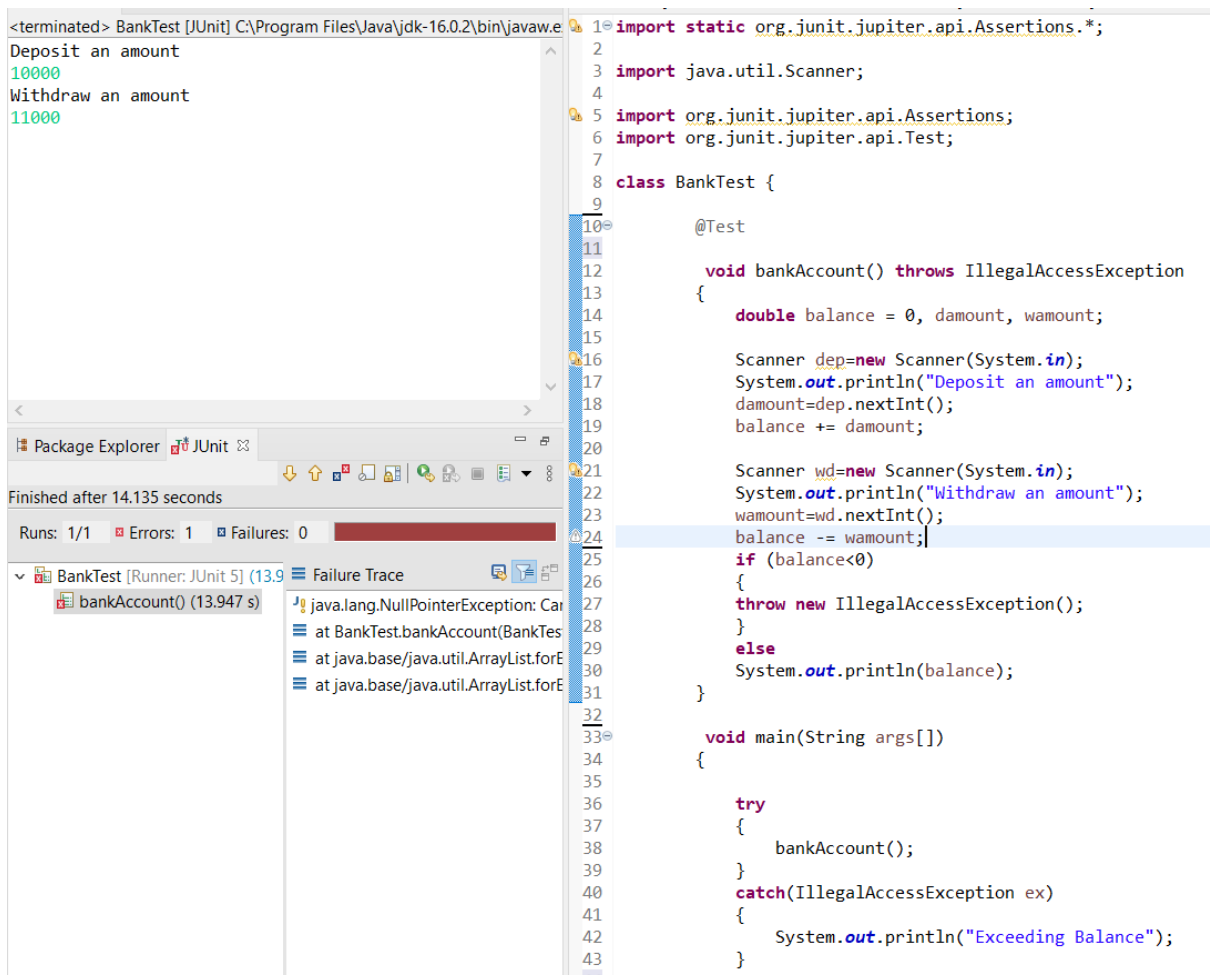 <terminated> BankTest [JUnit] C:\Program Files\Java\jdk-16.0.2\bin\javaw.e
Deposit an amount
10000
Withdraw an amount
11000
Package Explorer JUnit
Finished after 14.135 seconds
Runs: 1/1 Errors: 1 Failures: 0
BankTest [Runner: JUnit 5] (13.9
bankAccount() (13.947 s)
Failure Trace
java.lang.NullPointerException: Car
at BankTest.bankAccount(BankTes
at java.base/java.util.ArrayList.forE
at java.base/java.util.ArrayList.forE
1 import static org.junit.jupiter.api.Assertions.*;
2
3 import java.util.Scanner;
4
5 import org.junit.jupiter.api.Assertions;
6 import org.junit.jupiter.api.Test;
7
8 class BankTest {
9
10 @Test
11
12 void bankAccount() throws IllegalAccessException
13 {
14 double balance = 0, damount, wamount;
15
16 Scanner dep=new Scanner(System.in);
17 System.out.println("Deposit an amount");
18 damount=dep.nextInt();
19 balance += damount;
20
21 Scanner wd=new Scanner(System.in);
22 System.out.println("Withdraw an amount");
23 wamount=wd.nextInt();
24 balance -= wamount;
25 if (balance<0)
26 {
27 throw new IllegalAccessException();
28 }
29 else
30 System.out.println(balance);
31 }
32
33 void main(String args[])
34 {
35
36 try
37 {
38 bankAccount();
39 }
40 catch(IllegalAccessException ex)
41 {
42 System.out.println("Exceeding Balance");
43 }